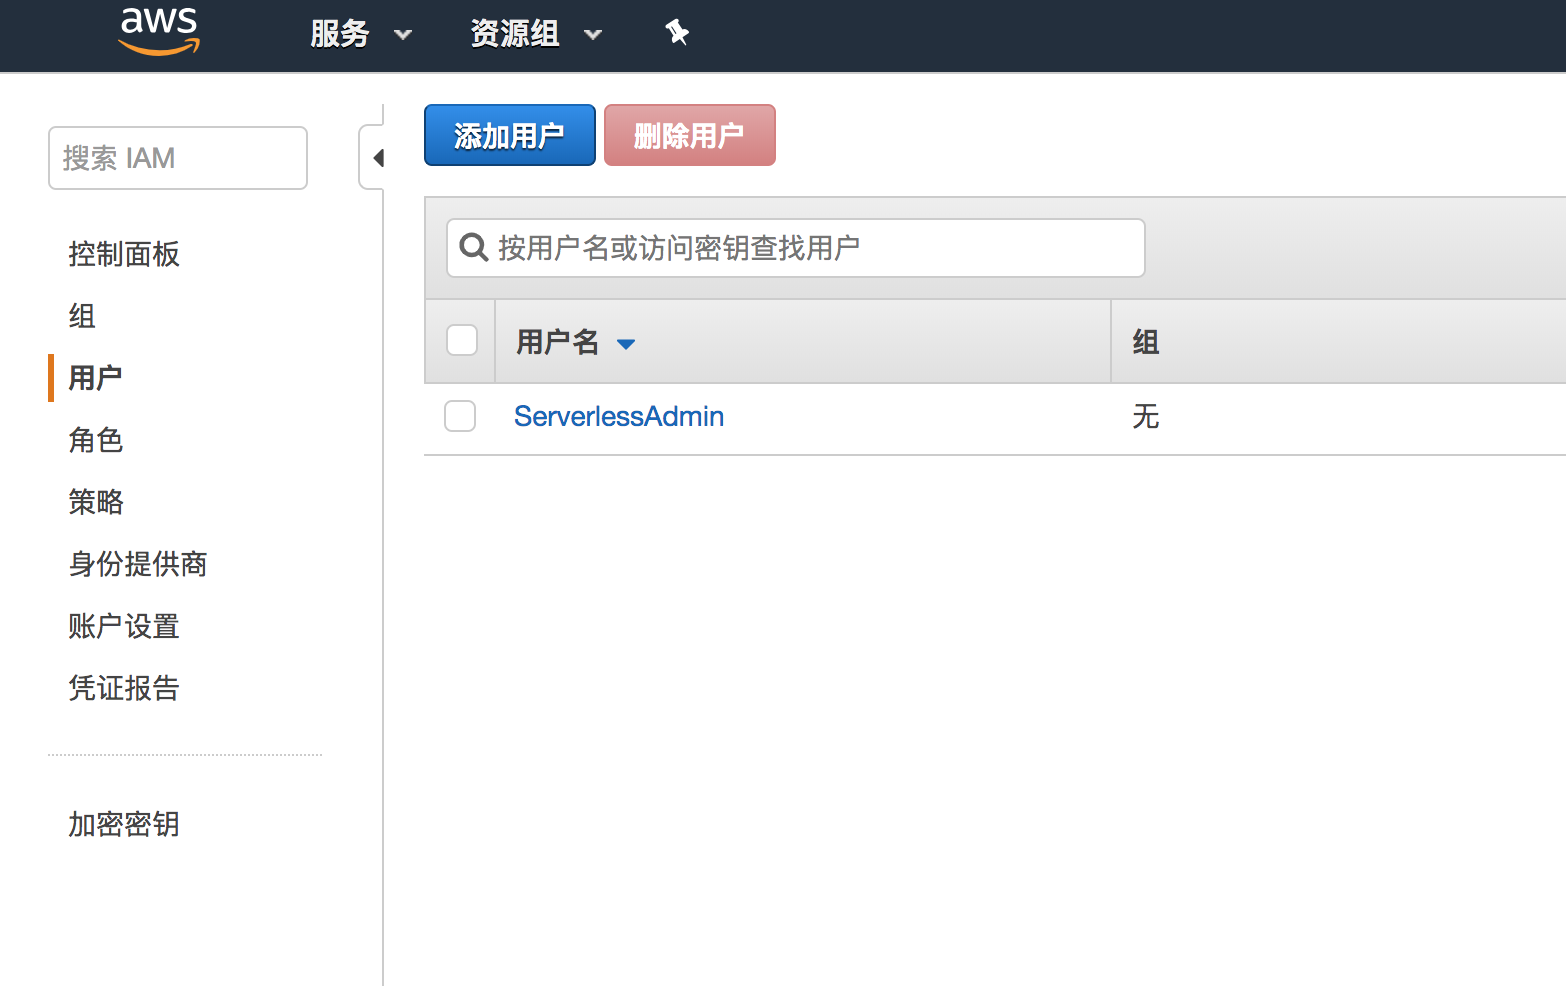 aws
服务
资源组
搜索 IAM
控制面板
组
用户
角色
策略
身份提供商
账户设置
凭证报告
加密密钥
添加用户
删除用户
按用户名或访问密钥查找用户
用户名
组
ServerlessAdmin
无